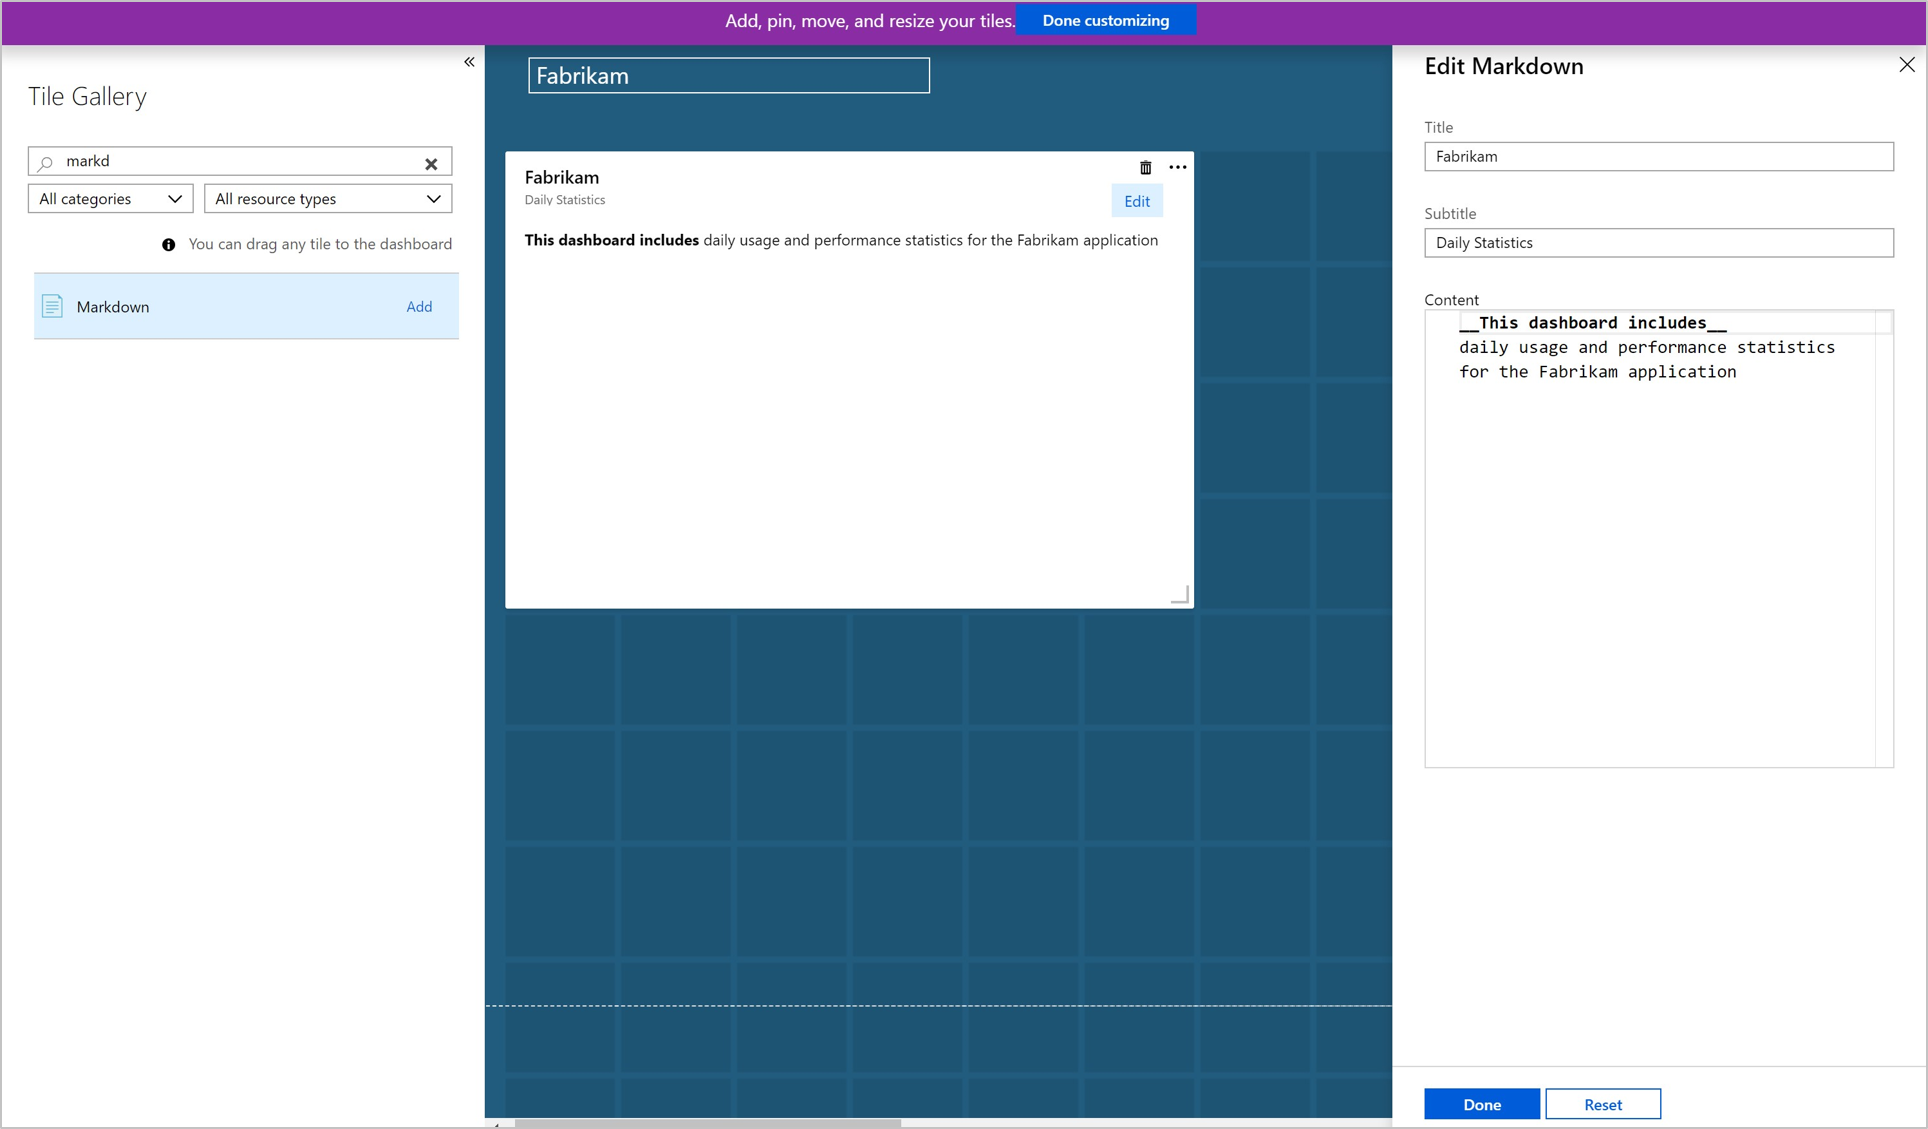 Add, pin, move, and resize your tiles.
Done customizing
Tile Gallery
markd
All categories
All resource types
You can drag any tile to the dashboard
Markdown
Add
Fabrikam
Fabrikam
Daily Statistics
Edit
This dashboard includes daily usage and performance statistics for the Fabrikam application
Edit Markdown
Title
Fabrikam
Subtitle
Daily Statistics
Content
__This dashboard includes__
daily usage and performance statistics
for the Fabrikam application
Done
Reset